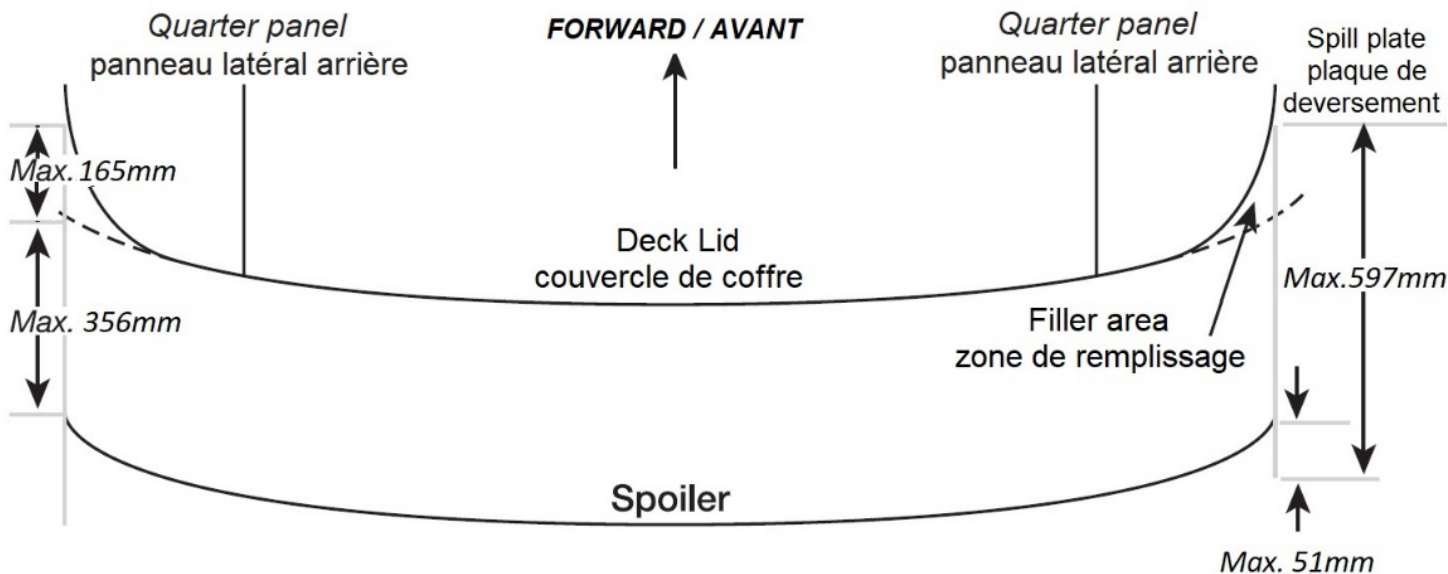 Quarter panel
panneau latéral arrière
FORWARD / AVANT
Quarter panel
panneau latéral arrière
Spill plate
plaque de
deversement
Max. 165mm
Deck Lid
couvercle de coffre
Max.597mm
Max. 356mm
Filler area
zone de remplissage
Spoiler
Max. 51mm